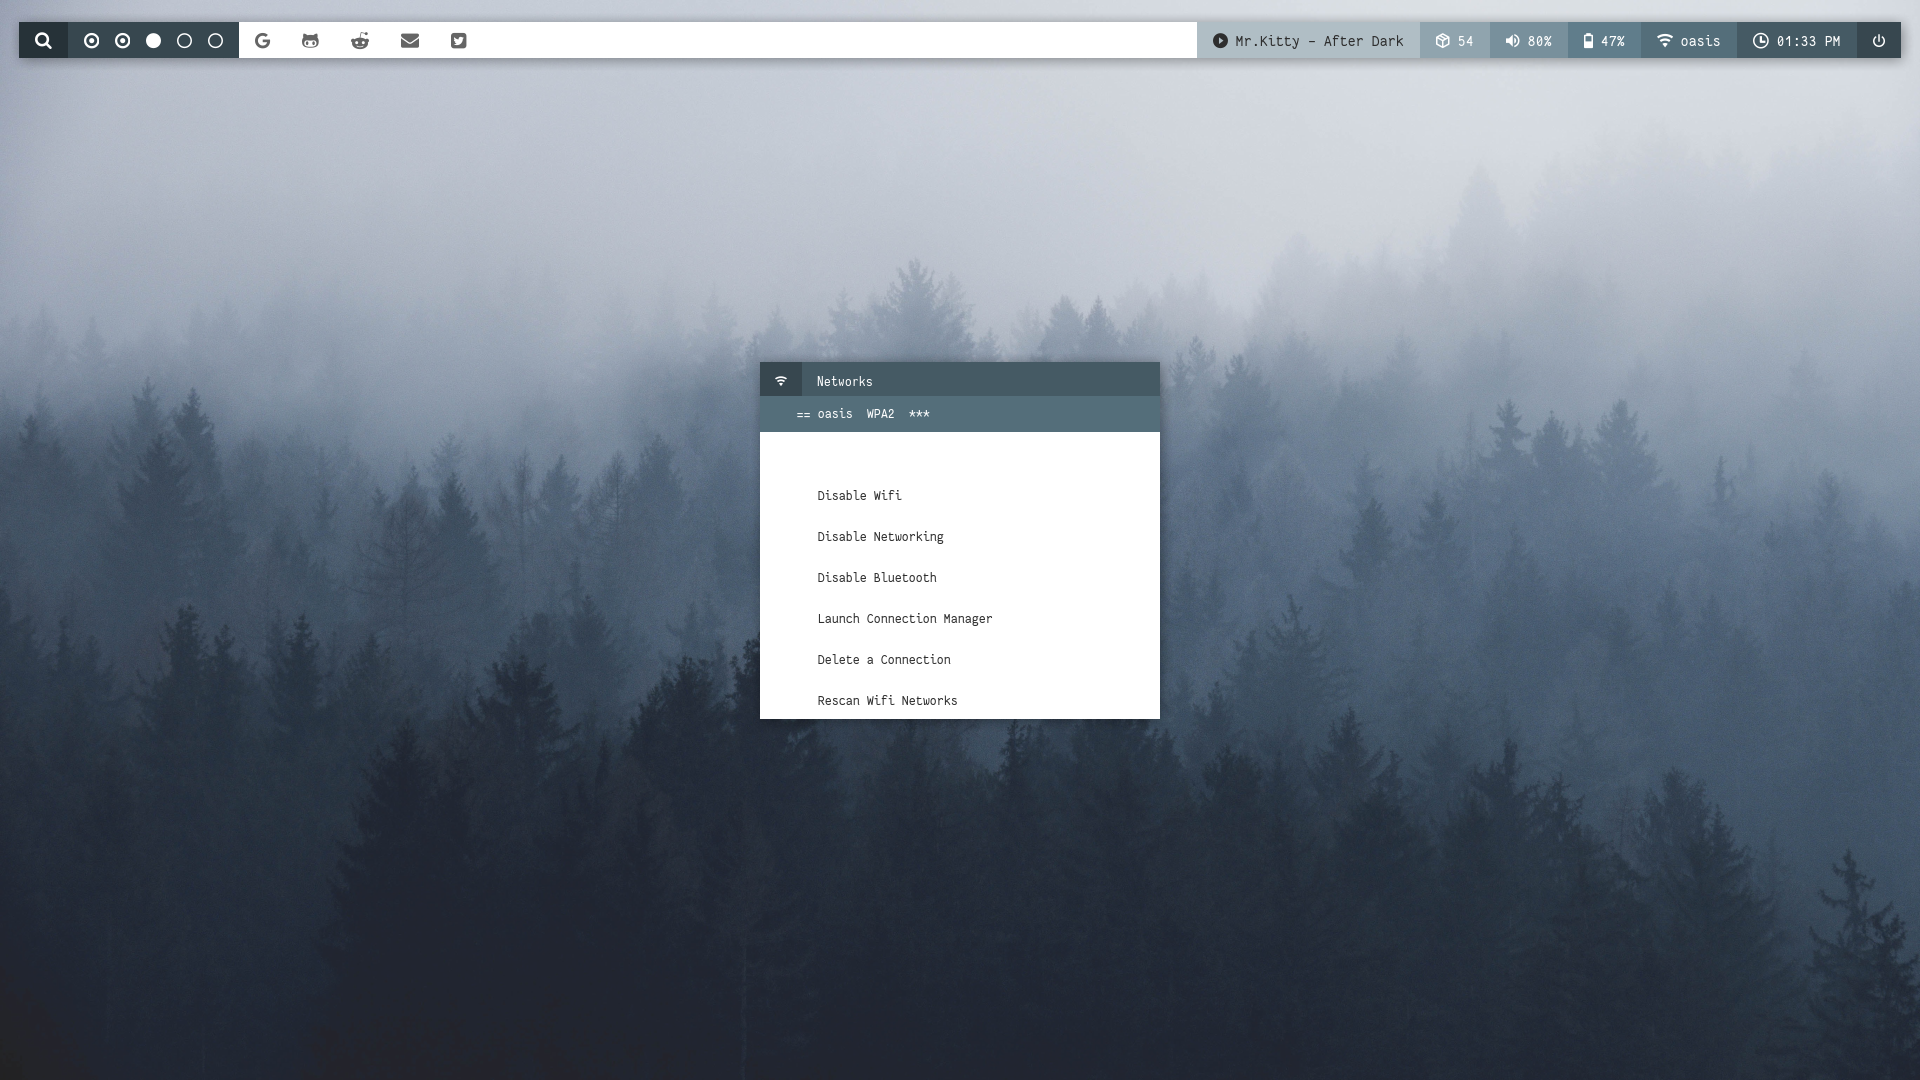 Mr.Kitty - After Dark 54 80% 47% oasis 01:33 PM
Networks
== oasis WPA2 ***
Disable Wifi
Disable Networking
Disable Bluetooth
Launch Connection Manager
Delete a Connection
Rescan Wifi Networks